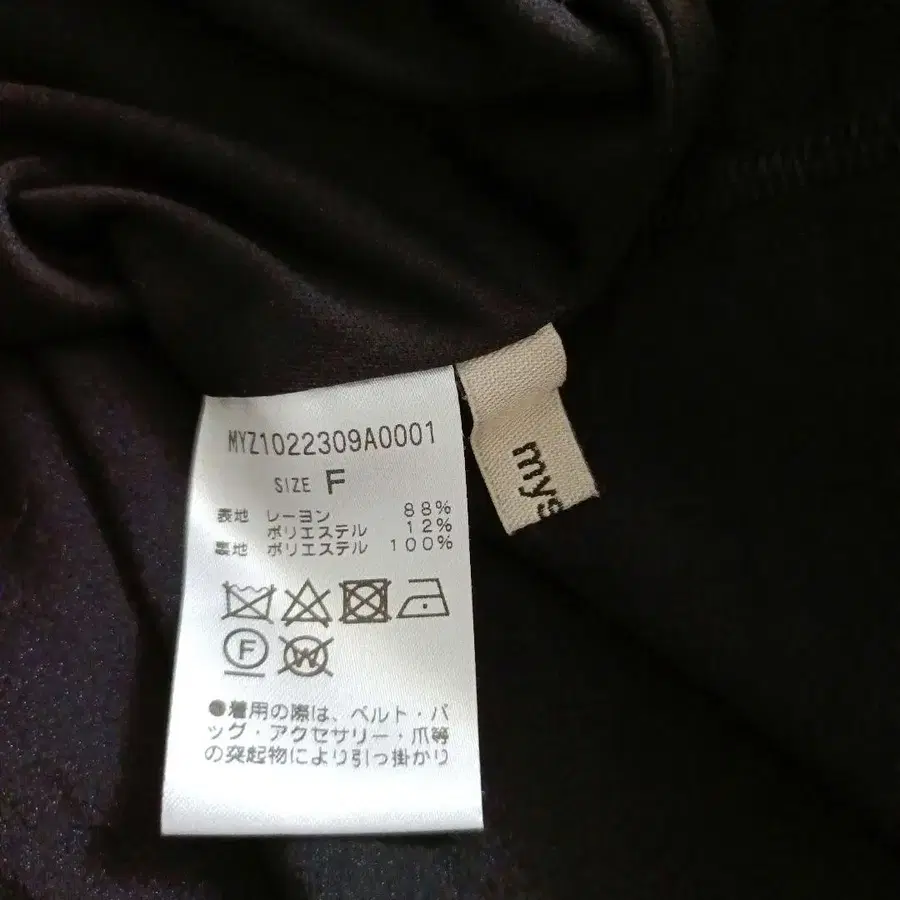 MYZ1022309A0001
SIZE F
表地 レーヨン 88%
ポリエステル 12%
裏地 ポリエステル 100%
F
W
●着用の際は、ベルト・バ
ッグ・アクセサリー・爪等
の突起物により引っ掛かり
mym